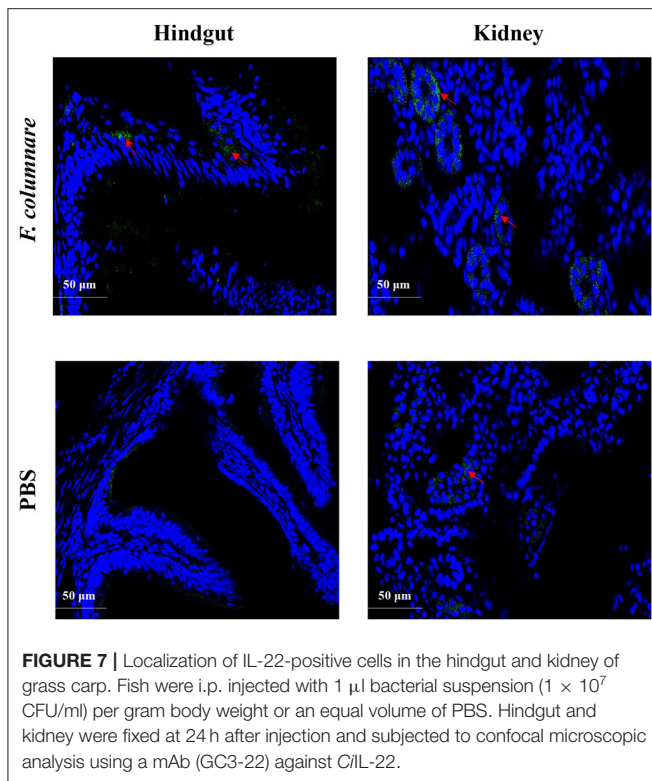 Hindgut
Kidney
F. columnare
50 μm
50 μm
PBS
50 μm
50 μm
FIGURE 7 | Localization of IL-22-positive cells in the hindgut and kidney of
grass carp. Fish were i.p. injected with 1 μl bacterial suspension (1 × 10⁷
CFU/ml) per gram body weight or an equal volume of PBS. Hindgut and
kidney were fixed at 24 h after injection and subjected to confocal microscopic
analysis using a mAb (GC3-22) against CiIL-22.